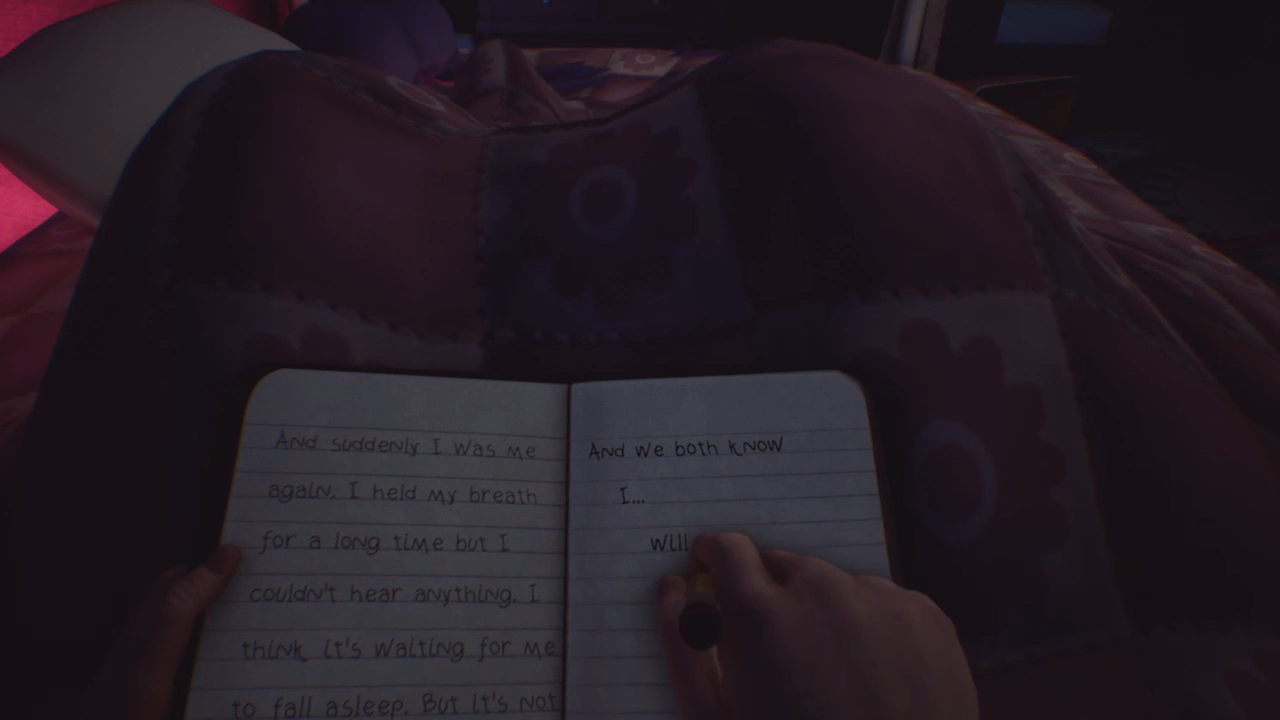 And suddenly I was me
again. I held my breath
for a long time but I
couldn't hear anything. I
think it's waiting for me
to fall asleep. But it's not
And we both know
I...
will